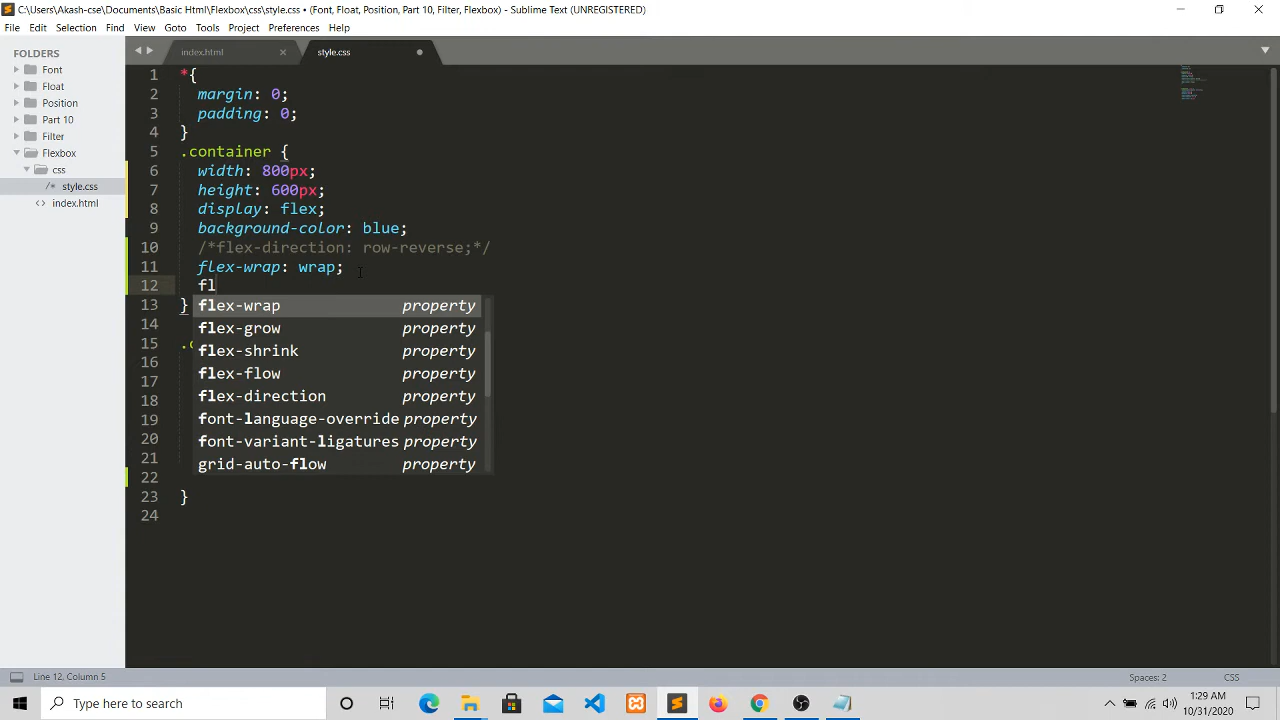 C:\Users\Akash-cse\Documents\Basic Html\Flexbox\css\style.css • (Font, Float, Position, Part 10, Filter, Flexbox) - Sublime Text (UNREGISTERED)
File Edit Selection Find View Goto Tools Project Preferences Help
FOLDERS
Font
Float
Position
Part 10
Filter
Flexbox
css
/* style.css
<> index.html
index.html
style.css
1 *{
2 margin: 0;
3 padding: 0;
4 }
5 .container {
6 width: 800px;
7 height: 600px;
8 display: flex;
9 background-color: blue;
10 /*flex-direction: row-reverse;*/
11 flex-wrap: wrap;
12 fl
13 }
14
15
16
17
18
19
20
21
22
23 }
24
flex-wrap property
flex-grow property
flex-shrink property
flex-flow property
flex-direction property
font-language-override property
font-variant-ligatures property
grid-auto-flow property
Line 12, Column 5
Spaces: 2
CSS
Type here to search
1:29 AM
10/31/2020